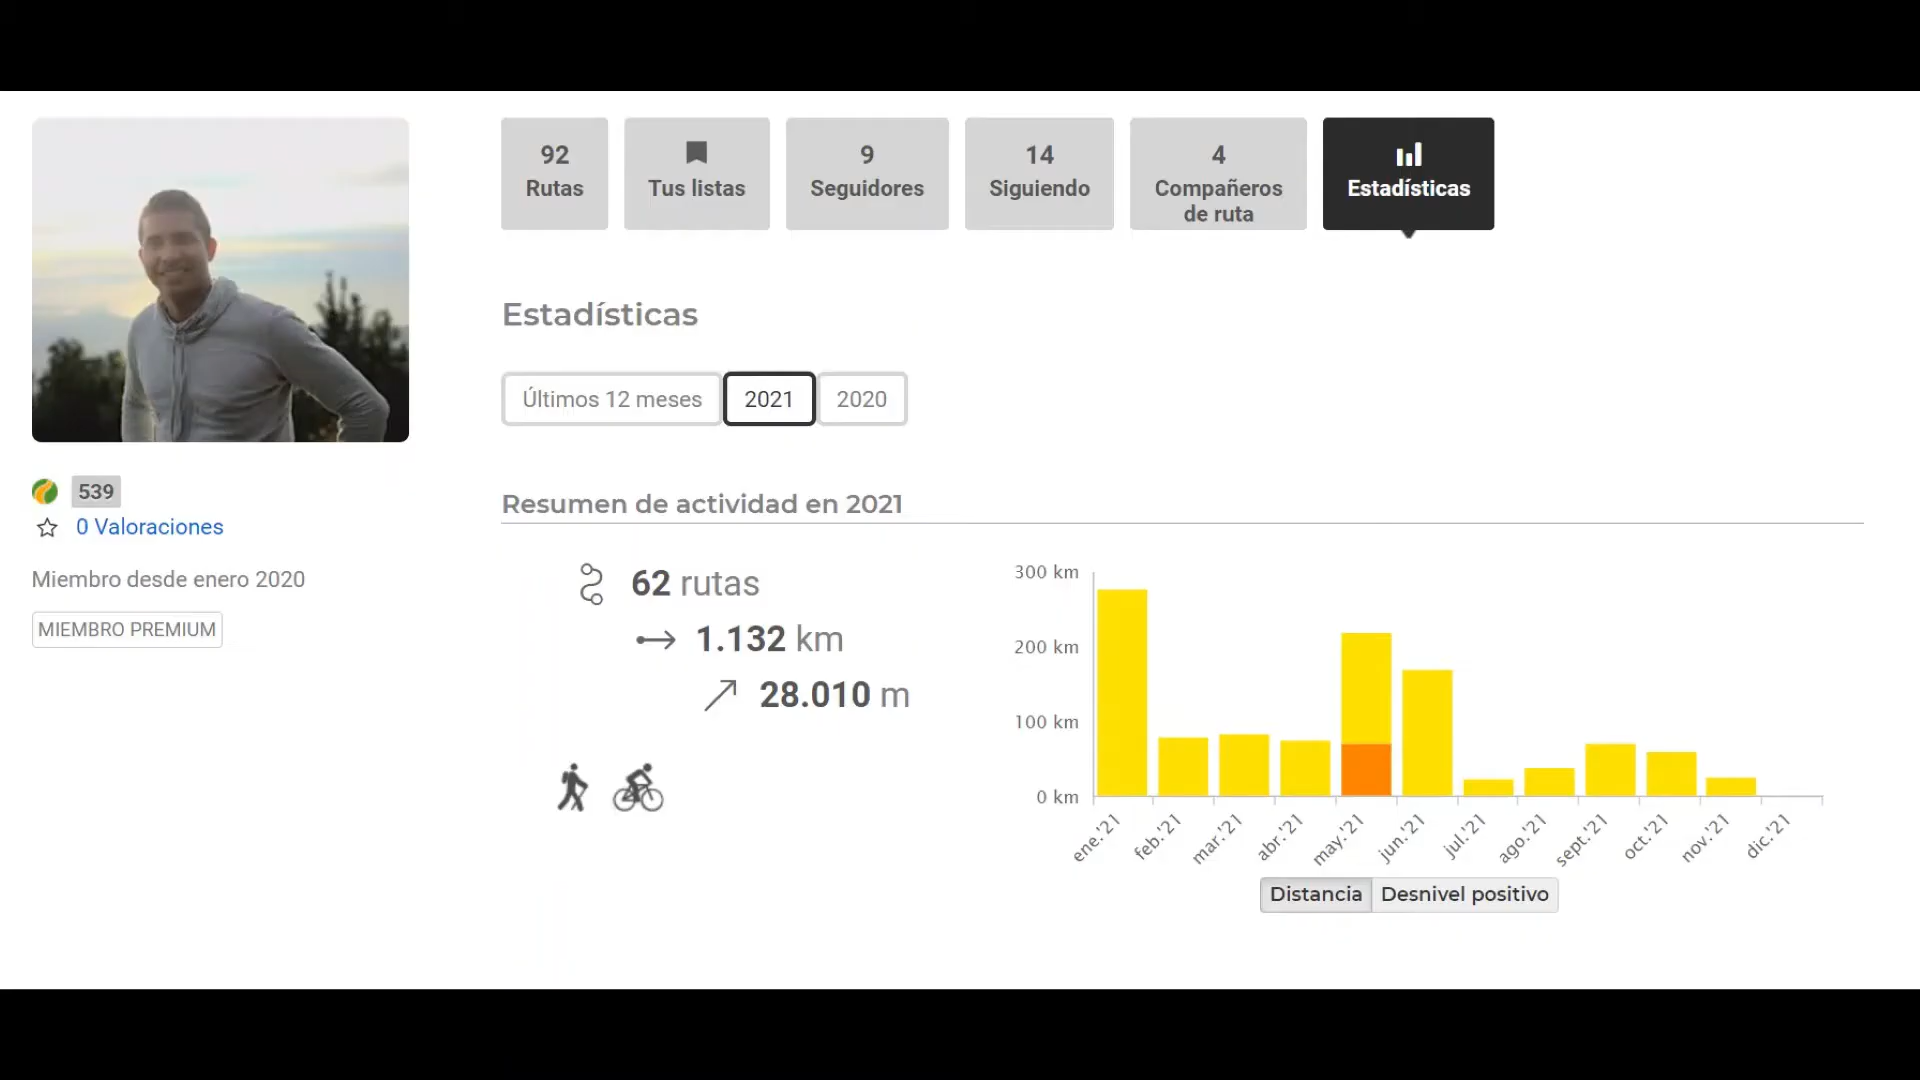 92
Rutas
Tus listas
9
Seguidores
14
Siguiendo
4
Compañeros
de ruta
Estadísticas
Estadísticas
Últimos 12 meses
2021
2020
539
0 Valoraciones
Miembro desde enero 2020
MIEMBRO PREMIUM
Resumen de actividad en 2021
62 rutas
1.132 km
28.010 m
300 km
200 km
100 km
0 km
ene.'21
feb.'21
mar.'21
abr.'21
may.'21
jun.'21
jul.'21
ago.'21
sept.'21
oct.'21
nov.'21
dic.'21
Distancia
Desnivel positivo